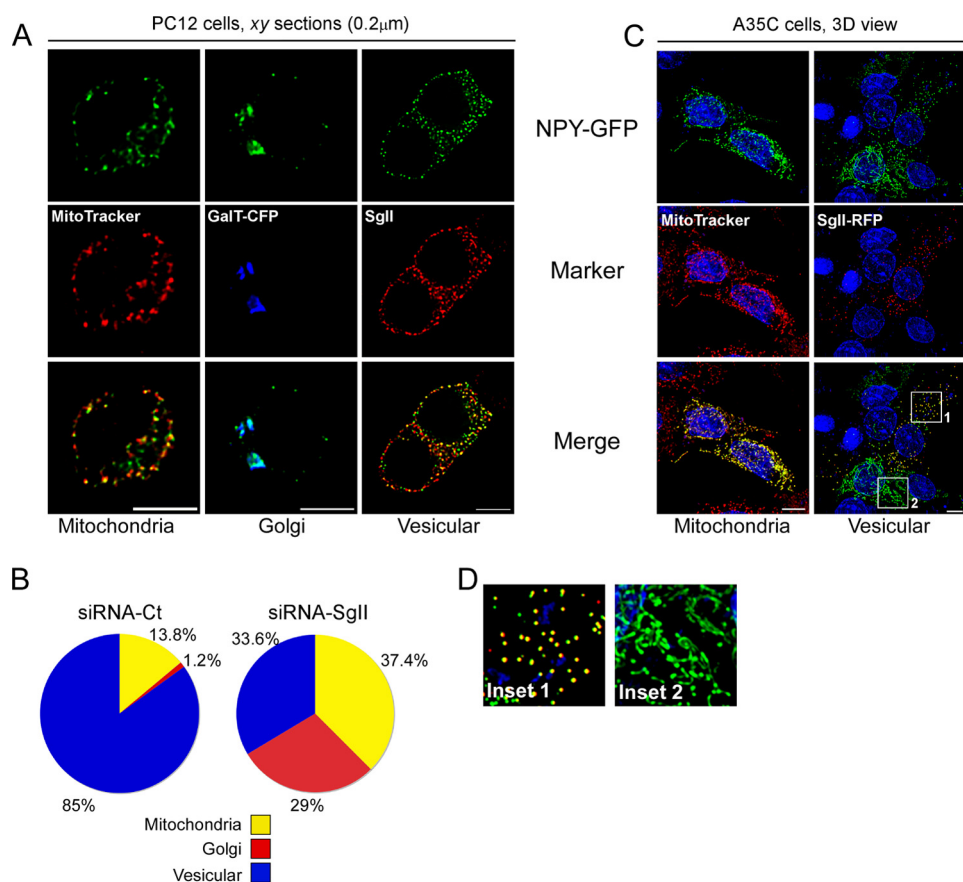 PC12 cells, xy sections (0.2μm)
A
MitoTracker
GalT-CFP
SgII
Mitochondria
Golgi
Vesicular
NPY-GFP
Marker
Merge
A35C cells, 3D view
C
MitoTracker
SgII-RFP
1
2
Mitochondria
Vesicular
B
siRNA-Ct
13.8%
1.2%
85%
siRNA-SgII
33.6%
37.4%
29%
Mitochondria
Golgi
Vesicular
D
Inset 1
Inset 2